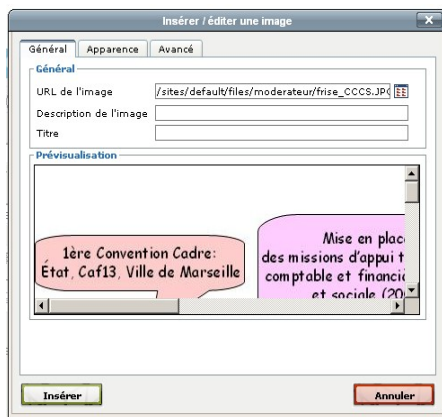 Insérer / éditer une image
X
Général
Apparence
Avancé
Général
URL de l'image
/sites/default/files/moderateur/frise_CCCS.JPG
Description de l'image
Titre
Prévisualisation
1ère Convention Cadre:
État, Caf13, Ville de Marseille
Mise en plac
des missions d'appui t
comptable et financiè
et sociale (20
Insérer
Annuler